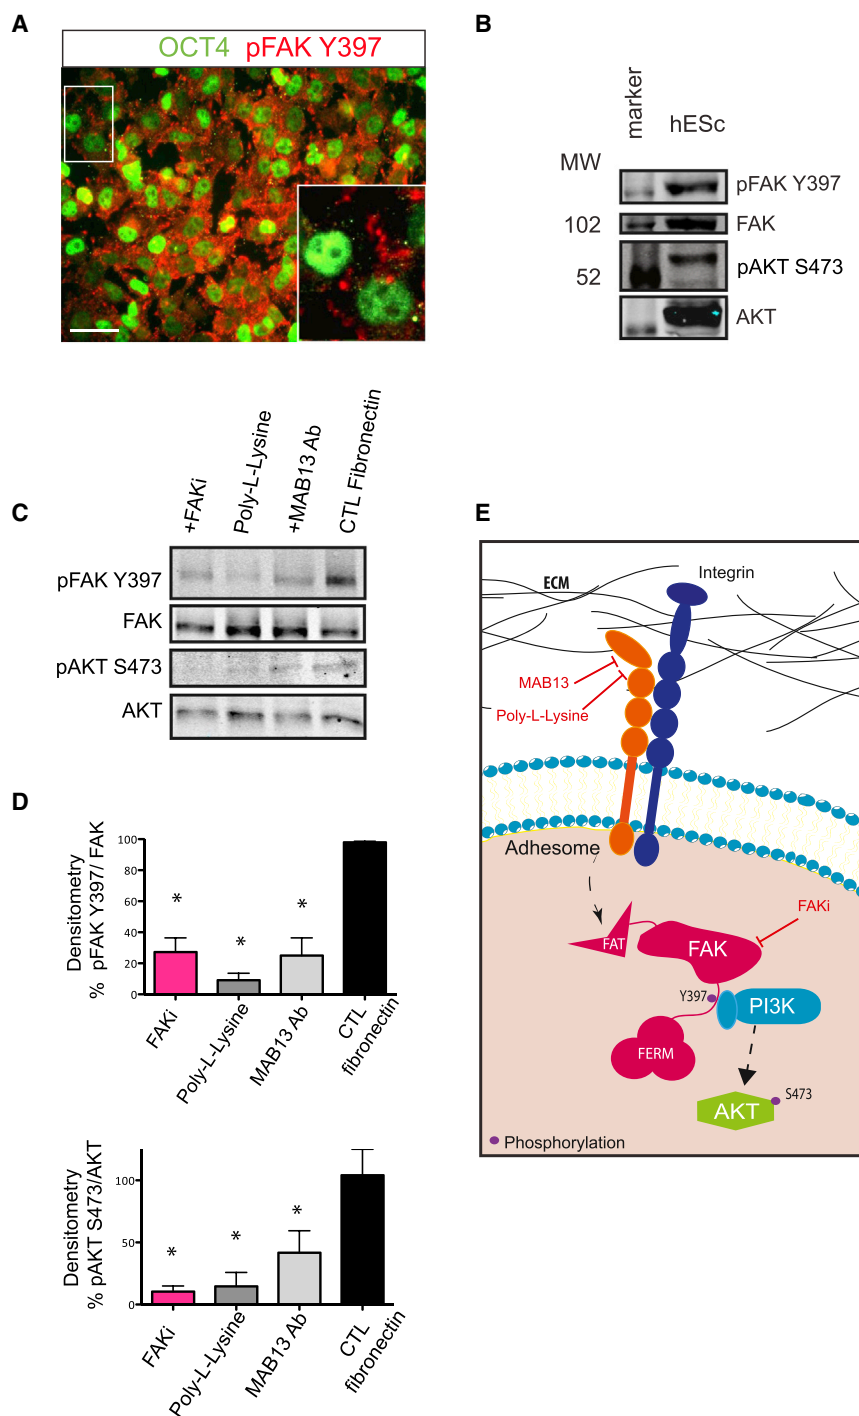 A
OCT4 pFAK Y397
B
marker
hESc
MW
pFAK Y397
102
FAK
pAKT S473
52
AKT
C
+FAKi
Poly-L-Lysine
+MAB13 Ab
CTL Fibronectin
pFAK Y397
FAK
pAKT S473
AKT
D
Densitometry
% pFAK Y397/ FAK
100
80
60
40
20
0
*
*
*
FAKi
Poly-L-Lysine
MAB13 Ab
CTL
fibronectin
Densitometry
% pAKT S473/AKT
100
50
0
*
*
*
FAKi
Poly-L-Lysine
MAB13 Ab
CTL
fibronectin
E
ECM
Integrin
MAB13
Poly-L-Lysine
Adhesome
FAKi
FAT
FAK
Y397
PI3K
FERM
S473
AKT
Phosphorylation